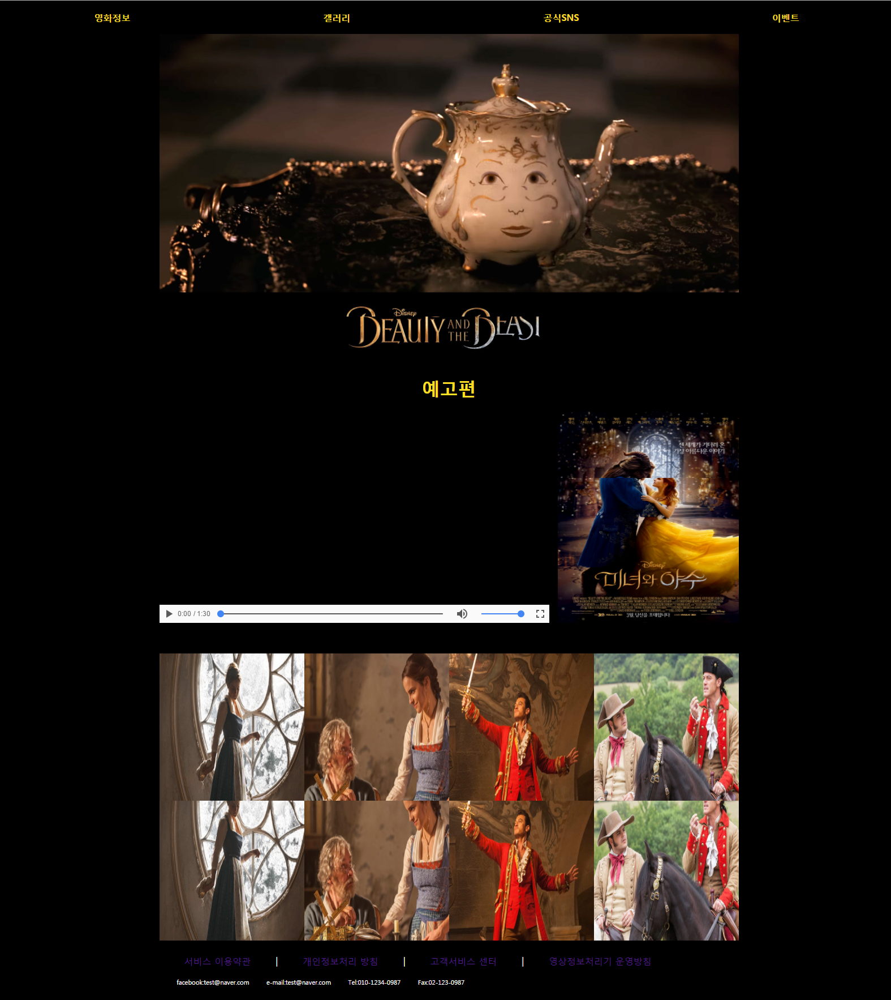 영화정보 갤러리 공식SNS 이벤트
DISNEY
BEAUTY AND THE BEAST
예고편
전 세계가 기다려 온
가장 아름다운 이야기
DISNEY
미녀와 야수
3월, 당신을 초대합니다
0:00 / 1:30
서비스 이용약관 | 개인정보처리 방침 | 고객서비스 센터 | 영상정보처리기 운영방침
facebook:test@naver.com e-mail:test@naver.com Tel:010-1234-0987 Fax:02-123-0987